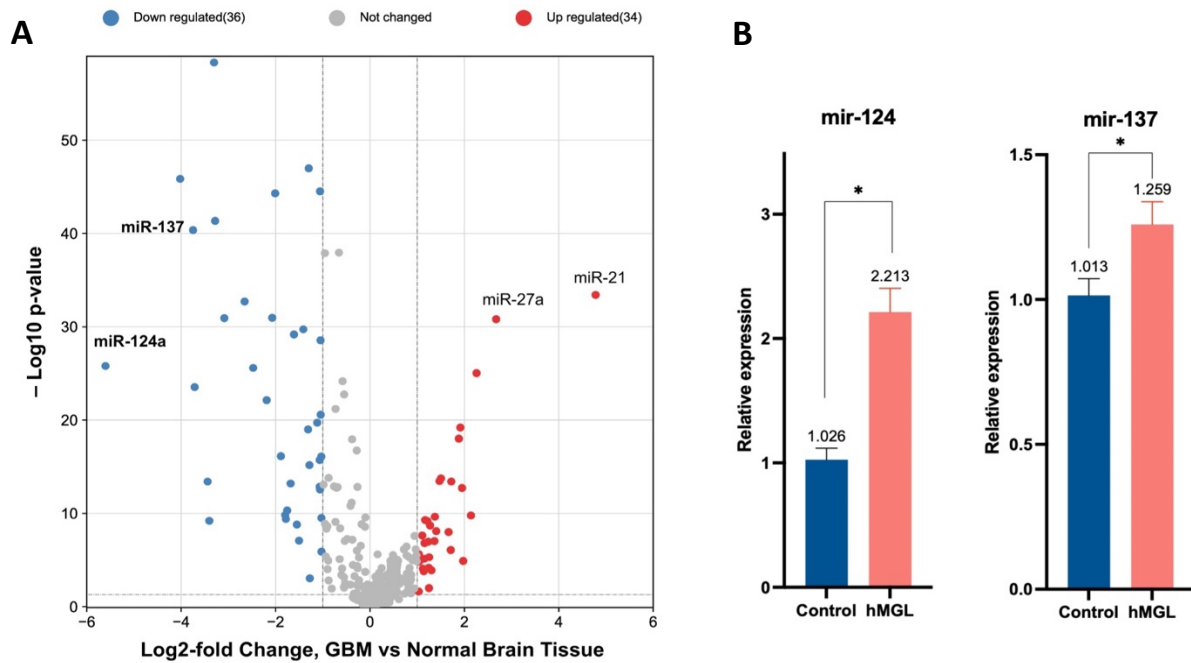 Down regulated(36) Not changed Up regulated(34)
A
B
50
40
30
20
10
0
– Log10 p-value
miR-137
miR-124a
miR-27a
miR-21
−6 −4 −2 0 2 4 6
Log2-fold Change, GBM vs Normal Brain Tissue
mir-124
*
3
2
1
0
Relative expression
1.026
2.213
Control hMGL
mir-137
*
1.5
1.0
0.5
0.0
Relative expression
1.013
1.259
Control hMGL